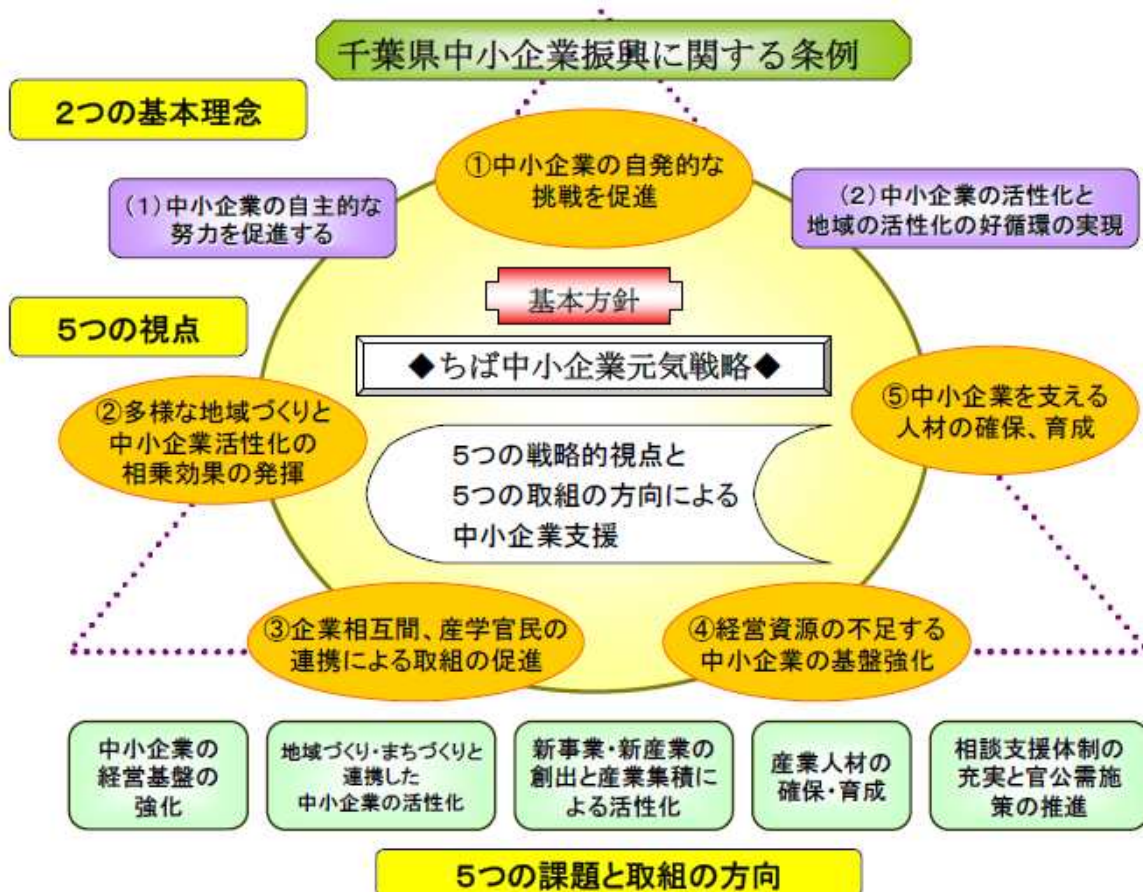 千葉県中小企業振興に関する条例
2つの基本理念
①中小企業の自発的な
挑戦を促進
(1)中小企業の自主的な
努力を促進する
(2)中小企業の活性化と
地域の活性化の好循環の実現
基本方針
5つの視点
◆ちば中小企業元気戦略◆
②多様な地域づくりと
中小企業活性化の
相乗効果の発揮
⑤中小企業を支える
人材の確保、育成
5つの戦略的視点と
5つの取組の方向による
中小企業支援
③企業相互間、産学官民の
連携による取組の促進
④経営資源の不足する
中小企業の基盤強化
中小企業の
経営基盤の
強化
地域づくり・まちづくりと
連携した
中小企業の活性化
新事業・新産業の
創出と産業集積に
よる活性化
産業人材の
確保・育成
相談支援体制の
充実と官公需施
策の推進
5つの課題と取組の方向